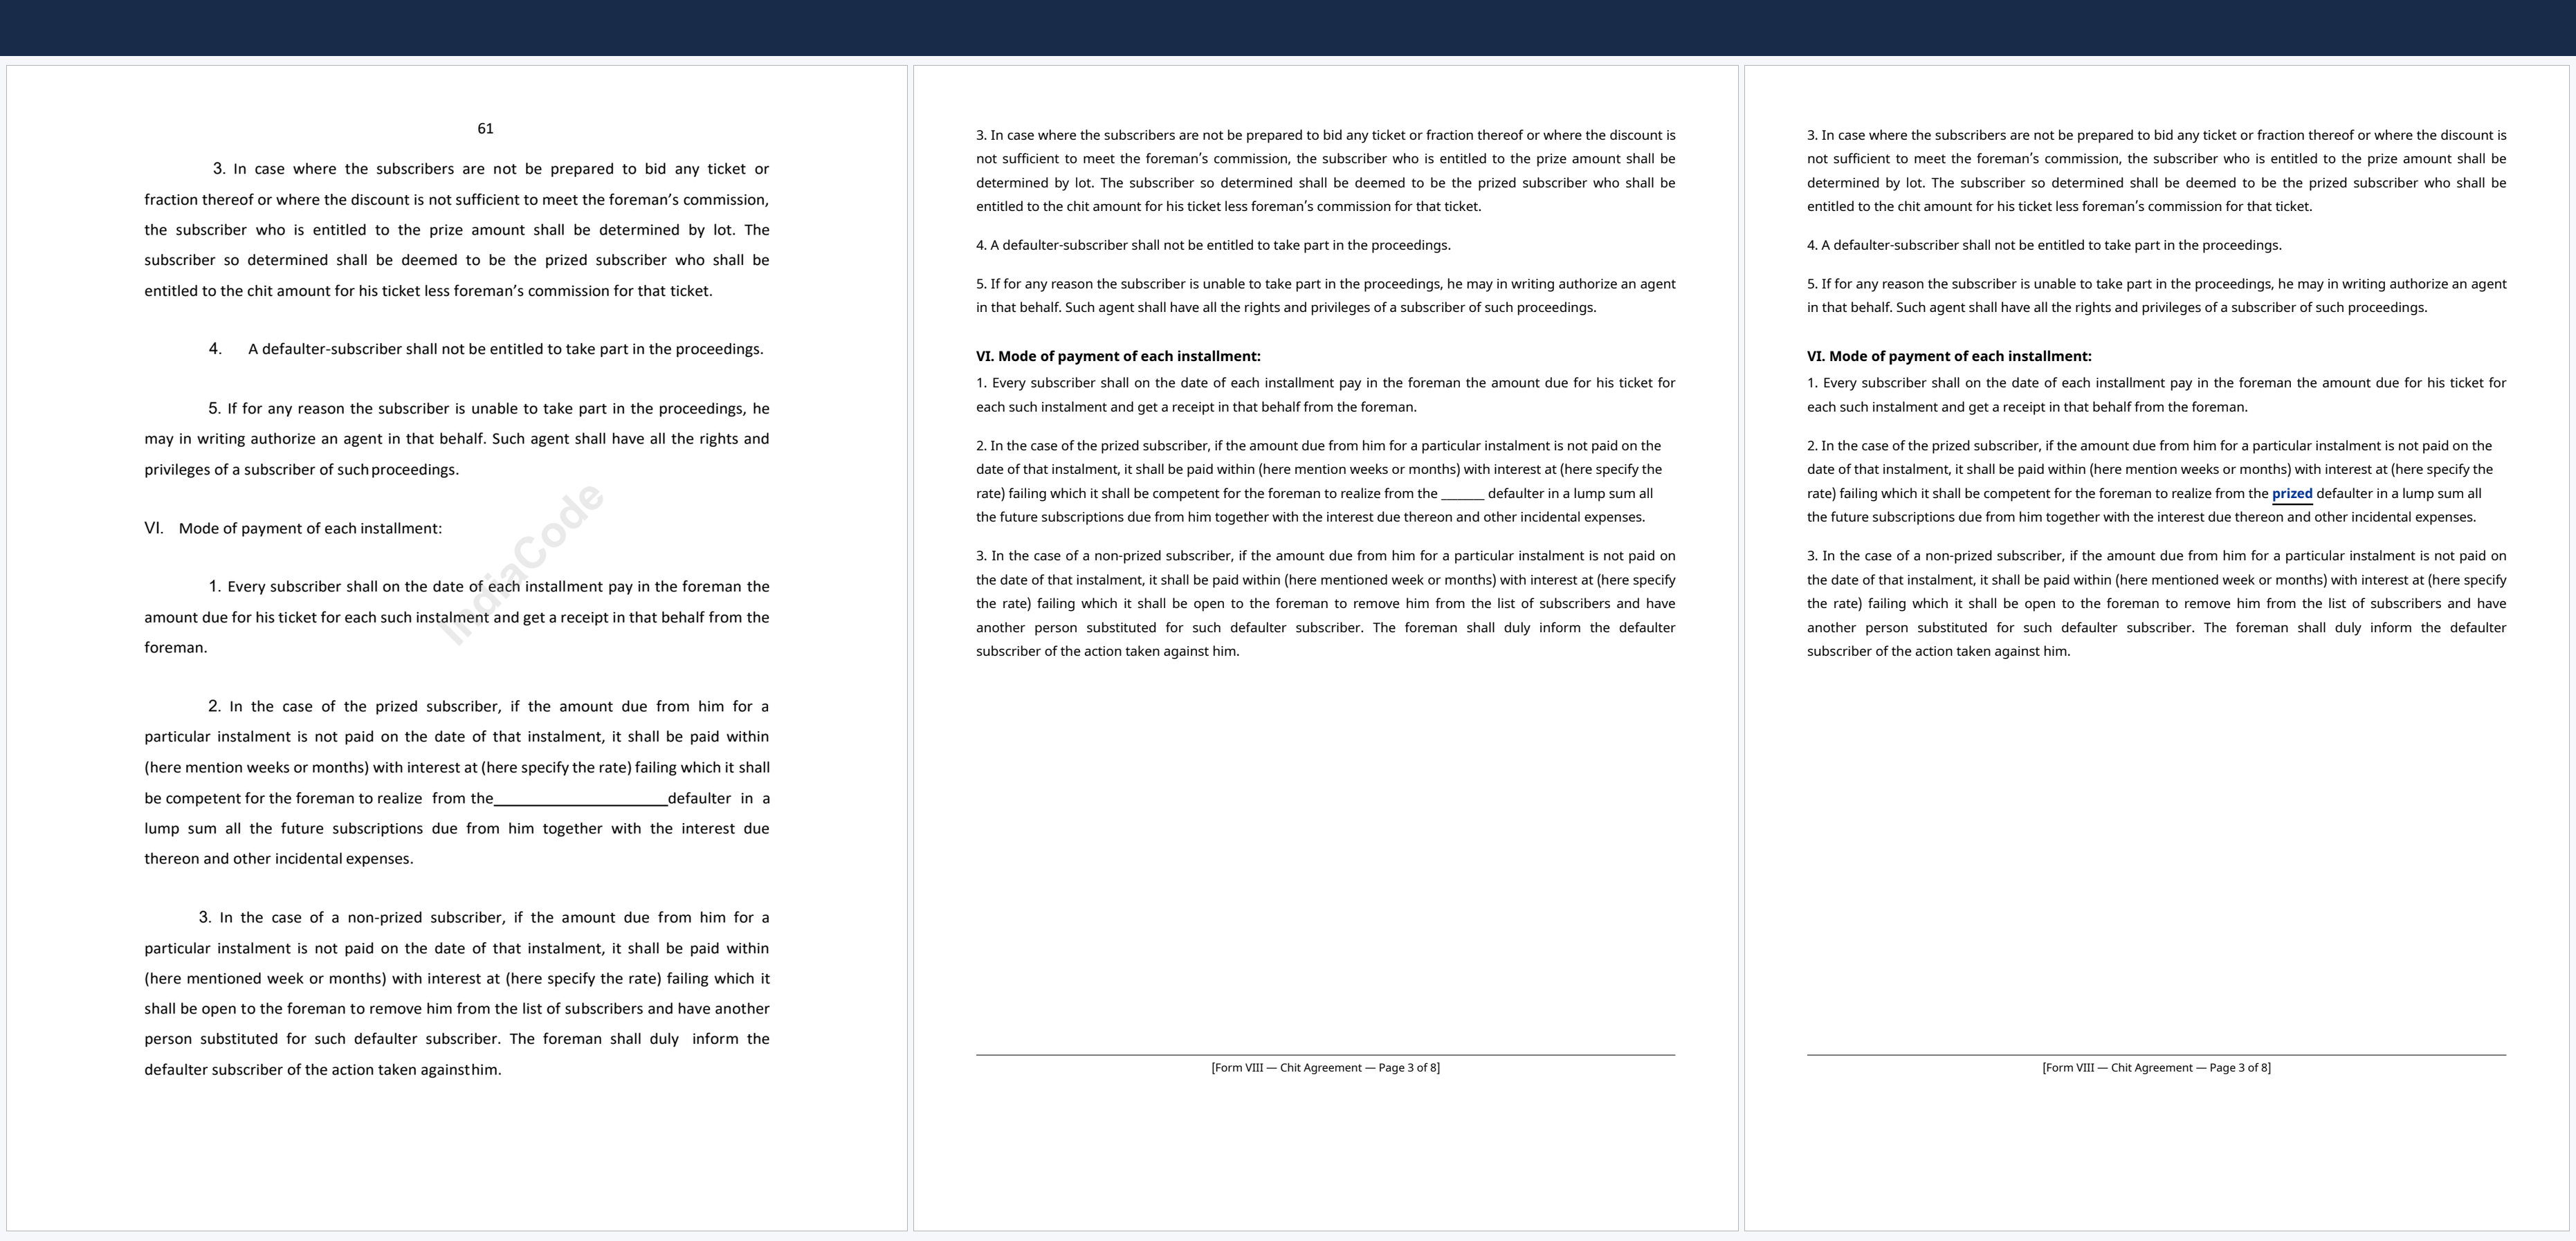 61
3. In case where the subscribers are not be prepared to bid any ticket or
fraction thereof or where the discount is not sufficient to meet the foreman’s commission,
the subscriber who is entitled to the prize amount shall be determined by lot. The
subscriber so determined shall be deemed to be the prized subscriber who shall be
entitled to the chit amount for his ticket less foreman’s commission for that ticket.
4. A defaulter-subscriber shall not be entitled to take part in the proceedings.
5. If for any reason the subscriber is unable to take part in the proceedings, he
may in writing authorize an agent in that behalf. Such agent shall have all the rights and
privileges of a subscriber of such proceedings.
VI. Mode of payment of each installment:
1. Every subscriber shall on the date of each installment pay in the foreman the
amount due for his ticket for each such instalment and get a receipt in that behalf from the
foreman.
2. In the case of the prized subscriber, if the amount due from him for a
particular instalment is not paid on the date of that instalment, it shall be paid within
(here mention weeks or months) with interest at (here specify the rate) failing which it shall
be competent for the foreman to realize from the____________________defaulter in a
lump sum all the future subscriptions due from him together with the interest due
thereon and other incidental expenses.
3. In the case of a non-prized subscriber, if the amount due from him for a
particular instalment is not paid on the date of that instalment, it shall be paid within
(here mentioned week or months) with interest at (here specify the rate) failing which it
shall be open to the foreman to remove him from the list of subscribers and have another
person substituted for such defaulter subscriber. The foreman shall duly inform the
defaulter subscriber of the action taken against him.
IndiaCode
3. In case where the subscribers are not be prepared to bid any ticket or fraction thereof or where the discount is
not sufficient to meet the foreman's commission, the subscriber who is entitled to the prize amount shall be
determined by lot. The subscriber so determined shall be deemed to be the prized subscriber who shall be
entitled to the chit amount for his ticket less foreman's commission for that ticket.
4. A defaulter-subscriber shall not be entitled to take part in the proceedings.
5. If for any reason the subscriber is unable to take part in the proceedings, he may in writing authorize an agent
in that behalf. Such agent shall have all the rights and privileges of a subscriber of such proceedings.
VI. Mode of payment of each installment:
1. Every subscriber shall on the date of each installment pay in the foreman the amount due for his ticket for
each such instalment and get a receipt in that behalf from the foreman.
2. In the case of the prized subscriber, if the amount due from him for a particular instalment is not paid on the
date of that instalment, it shall be paid within (here mention weeks or months) with interest at (here specify the
rate) failing which it shall be competent for the foreman to realize from the _______ defaulter in a lump sum all
the future subscriptions due from him together with the interest due thereon and other incidental expenses.
3. In the case of a non-prized subscriber, if the amount due from him for a particular instalment is not paid on
the date of that instalment, it shall be paid within (here mentioned week or months) with interest at (here specify
the rate) failing which it shall be open to the foreman to remove him from the list of subscribers and have
another person substituted for such defaulter subscriber. The foreman shall duly inform the defaulter
subscriber of the action taken against him.
[Form VIII — Chit Agreement — Page 3 of 8]
3. In case where the subscribers are not be prepared to bid any ticket or fraction thereof or where the discount is
not sufficient to meet the foreman's commission, the subscriber who is entitled to the prize amount shall be
determined by lot. The subscriber so determined shall be deemed to be the prized subscriber who shall be
entitled to the chit amount for his ticket less foreman's commission for that ticket.
4. A defaulter-subscriber shall not be entitled to take part in the proceedings.
5. If for any reason the subscriber is unable to take part in the proceedings, he may in writing authorize an agent
in that behalf. Such agent shall have all the rights and privileges of a subscriber of such proceedings.
VI. Mode of payment of each installment:
1. Every subscriber shall on the date of each installment pay in the foreman the amount due for his ticket for
each such instalment and get a receipt in that behalf from the foreman.
2. In the case of the prized subscriber, if the amount due from him for a particular instalment is not paid on the
date of that instalment, it shall be paid within (here mention weeks or months) with interest at (here specify the
rate) failing which it shall be competent for the foreman to realize from the prized defaulter in a lump sum all
the future subscriptions due from him together with the interest due thereon and other incidental expenses.
3. In the case of a non-prized subscriber, if the amount due from him for a particular instalment is not paid on
the date of that instalment, it shall be paid within (here mentioned week or months) with interest at (here specify
the rate) failing which it shall be open to the foreman to remove him from the list of subscribers and have
another person substituted for such defaulter subscriber. The foreman shall duly inform the defaulter
subscriber of the action taken against him.
[Form VIII — Chit Agreement — Page 3 of 8]